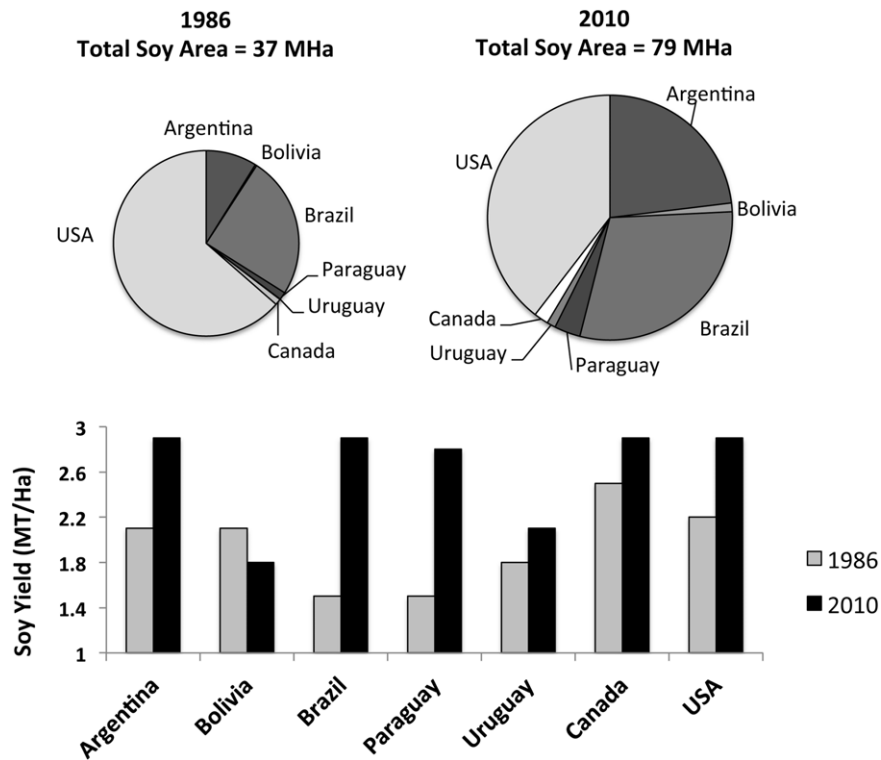 1986
Total Soy Area = 37 MHa
2010
Total Soy Area = 79 MHa
Argentina
Bolivia
Brazil
Paraguay
Uruguay
Canada
USA
Argentina
Bolivia
Brazil
Paraguay
Uruguay
Canada
USA
Soy Yield (MT/Ha)
3
2.6
2.2
1.8
1.4
1
Argentina
Bolivia
Brazil
Paraguay
Uruguay
Canada
USA
1986
2010